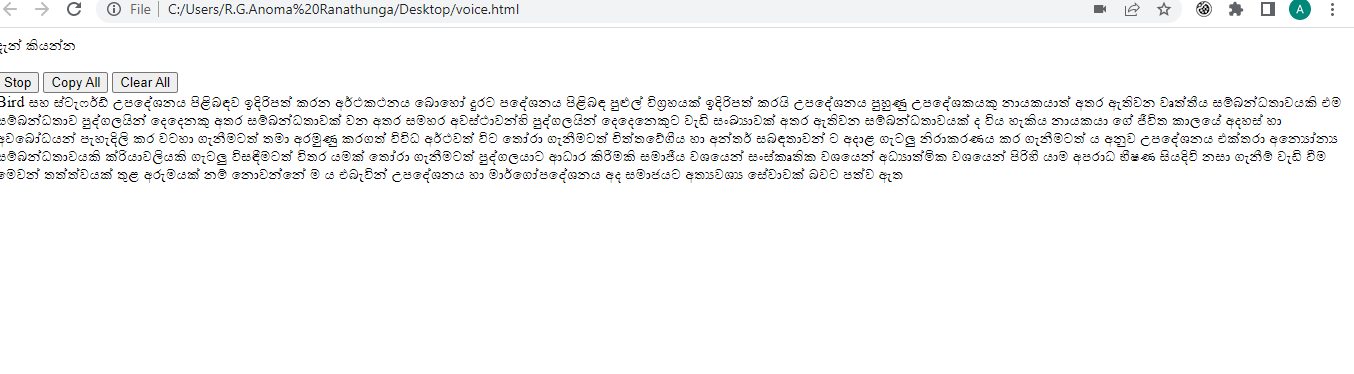 File C:/Users/R.G.Anoma%20Ranathunga/Desktop/voice.html A
දැන් කියන්න
Stop Copy All Clear All
Bird සහ ස්ටැෆර්ඩ් උපදේශනය පිළිබඳව ඉදිරිපත් කරන අර්ථකථනය බොහෝ දුරට පදේශනය පිළිබඳ පුළුල් විග්‍රහයක් ඉදිරිපත් කරයි උපදේශනය පුහුණු උපදේශකයකු නායකයාත් අතර ඇතිවන වෘත්තීය සම්බන්ධතාවයකි එම
සම්බන්ධතාව පුද්ගලයින් දෙදෙනකු අතර සම්බන්ධතාවක් වන අතර සමහර අවස්ථාවන්හි පුද්ගලයින් දෙදෙනෙකුට වැඩි සංඛ්‍යාවක් අතර ඇතිවන සම්බන්ධතාවයක් ද විය හැකිය නායකයා ගේ ජීවිත කාලයේ අදහස් හා
අවබෝධයන් පැහැදිලි කර වටහා ගැනීමටත් තමා අරමුණු කරගත් විවිධ අර්ථවත් විට තෝරා ගැනීමටත් චිත්තවේගීය හා අන්තර් සබඳතාවන් ට අදාළ ගැටලු නිරාකරණය කර ගැනීමටත් ය අනුව උපදේශනය එක්තරා අන්‍යෝන්‍ය
සම්බන්ධතාවයකි ක්රියාවලියකි ගැටලු විසඳීමටත් විතර යමක් තෝරා ගැනීමටත් පුද්ගලයාට ආධාර කිරීමකි සමාජීය වශයෙන් සංස්කෘතික වශයෙන් අධ්‍යාත්මික වශයෙන් පිරිහි යාම අපරාධ භීෂණ සියදිවි නසා ගැනීම් වැඩි වීම
මෙවන් තත්ත්වයක් තුළ අරුමයක් නම් නොවන්නේ ම ය එබැවින් උපදේශනය හා මාර්ගෝපදේශනය අද සමාජයට අත්‍යවශ්‍ය සේවාවක් බවට පත්ව ඇත